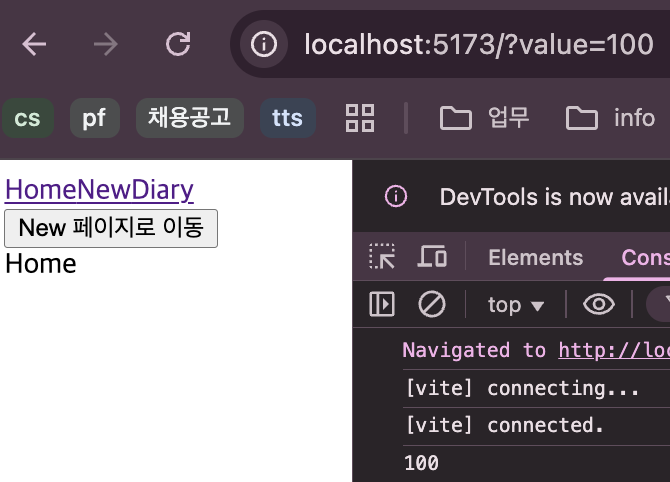 localhost:5173/?value=100
cs pf 채용공고 tts 업무 info
HomeNewDiary
New 페이지로 이동
Home
DevTools is now avail
Elements Cons
top
Navigated to http://loc
[vite] connecting...
[vite] connected.
100